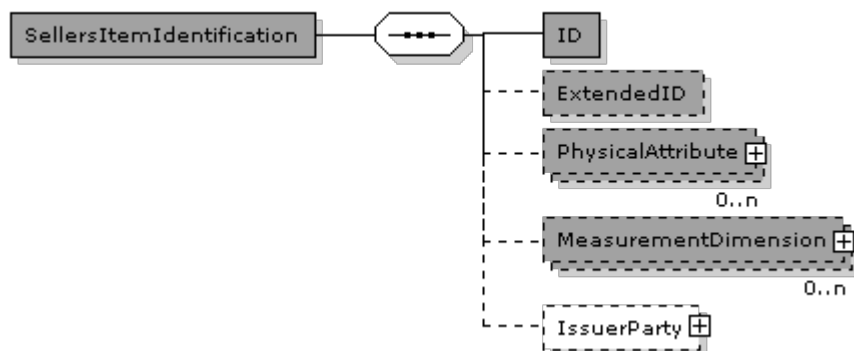 SellersItemIdentification
ID
ExtendedID
PhysicalAttribute
0..n
MeasurementDimension
0..n
IssuerParty